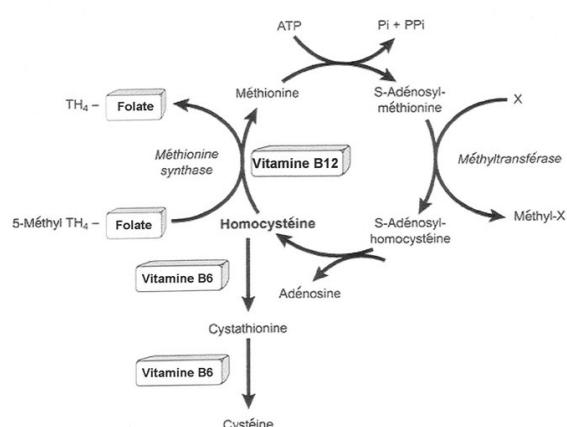 ATP
Pi + PPi
Méthionine
S-Adénosyl-
méthionine
X
TH4 – Folate
Méthionine
synthase
Vitamine B12
Méthyltransférase
5-Méthyl TH4 – Folate
Homocystéine
S-Adénosyl-
homocystéine
Méthyl-X
Vitamine B6
Adénosine
Cystathionine
Vitamine B6
Cystéine